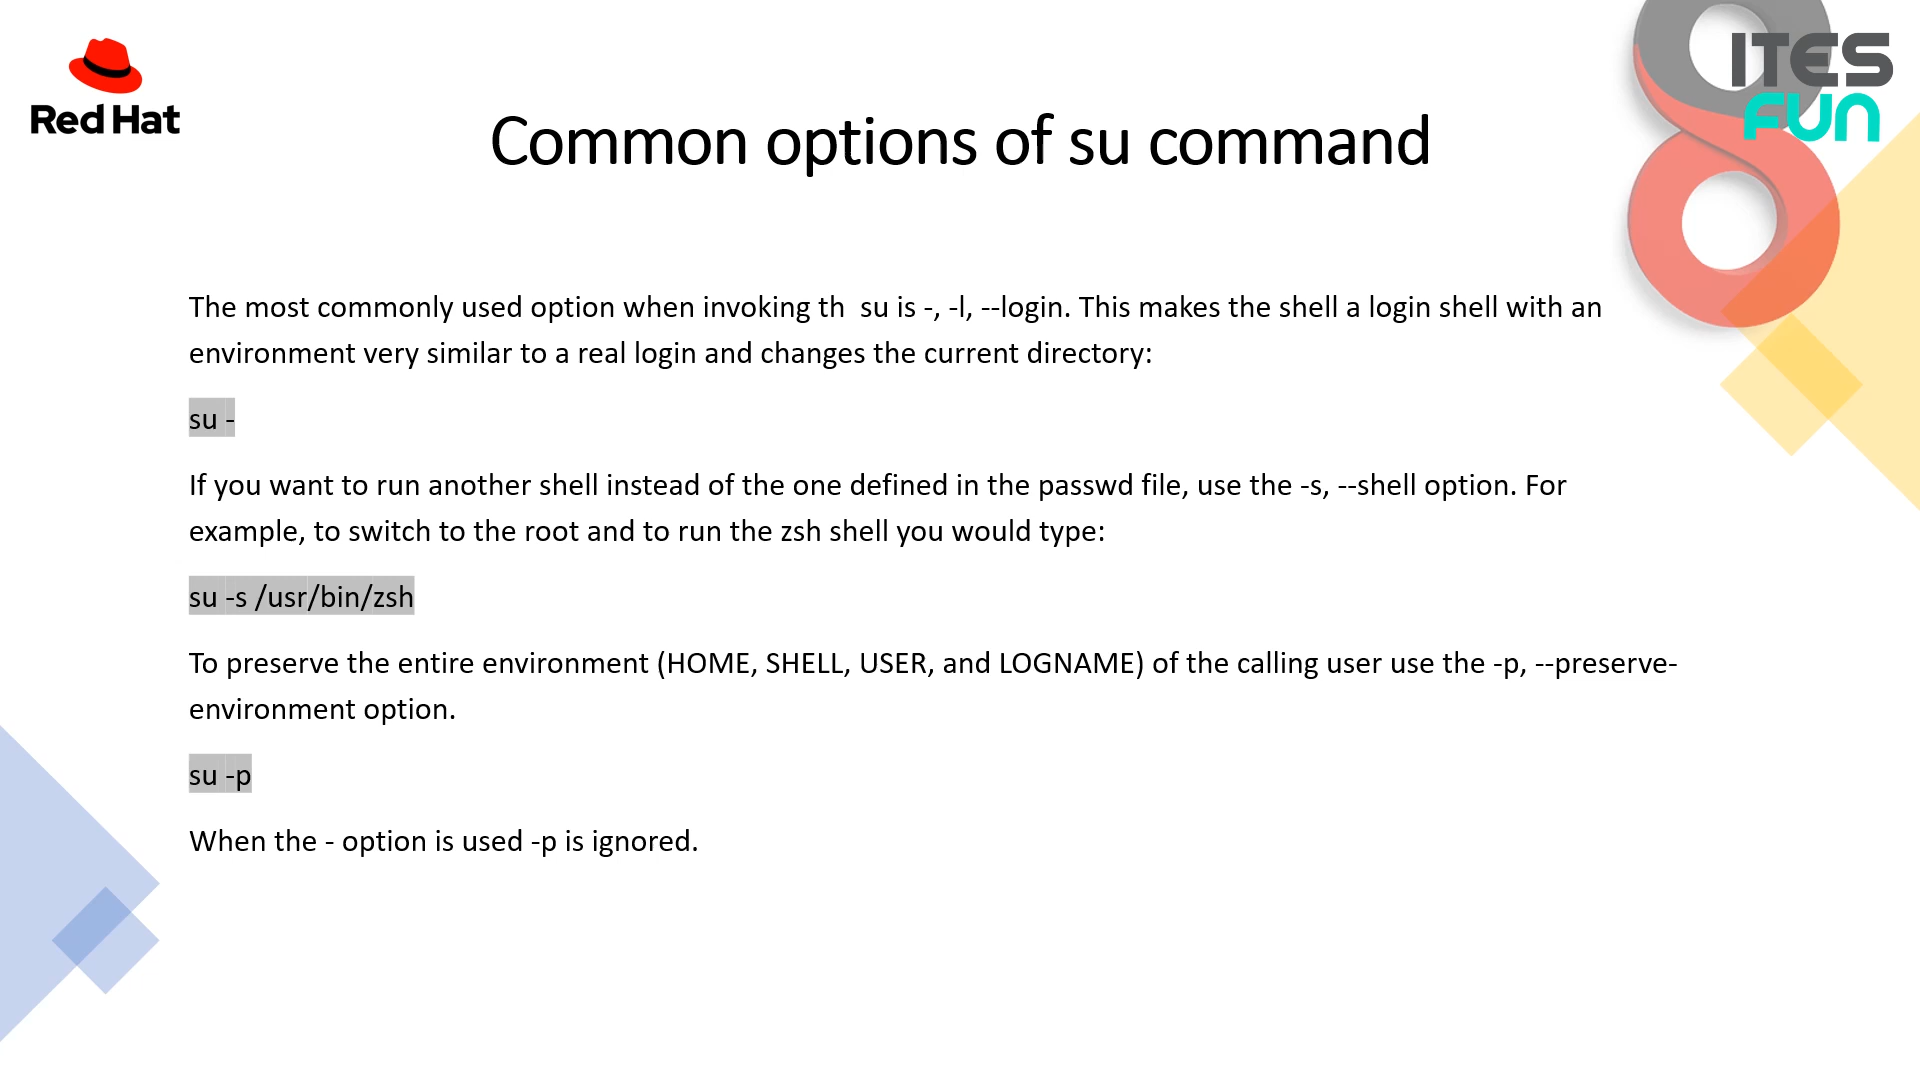 Red Hat
ITES
FUN
Common options of su command
The most commonly used option when invoking th  su is -, -l, --login. This makes the shell a login shell with an
environment very similar to a real login and changes the current directory:
su -
If you want to run another shell instead of the one defined in the passwd file, use the -s, --shell option. For
example, to switch to the root and to run the zsh shell you would type:
su -s /usr/bin/zsh
To preserve the entire environment (HOME, SHELL, USER, and LOGNAME) of the calling user use the -p, --preserve-
environment option.
su -p
When the - option is used -p is ignored.